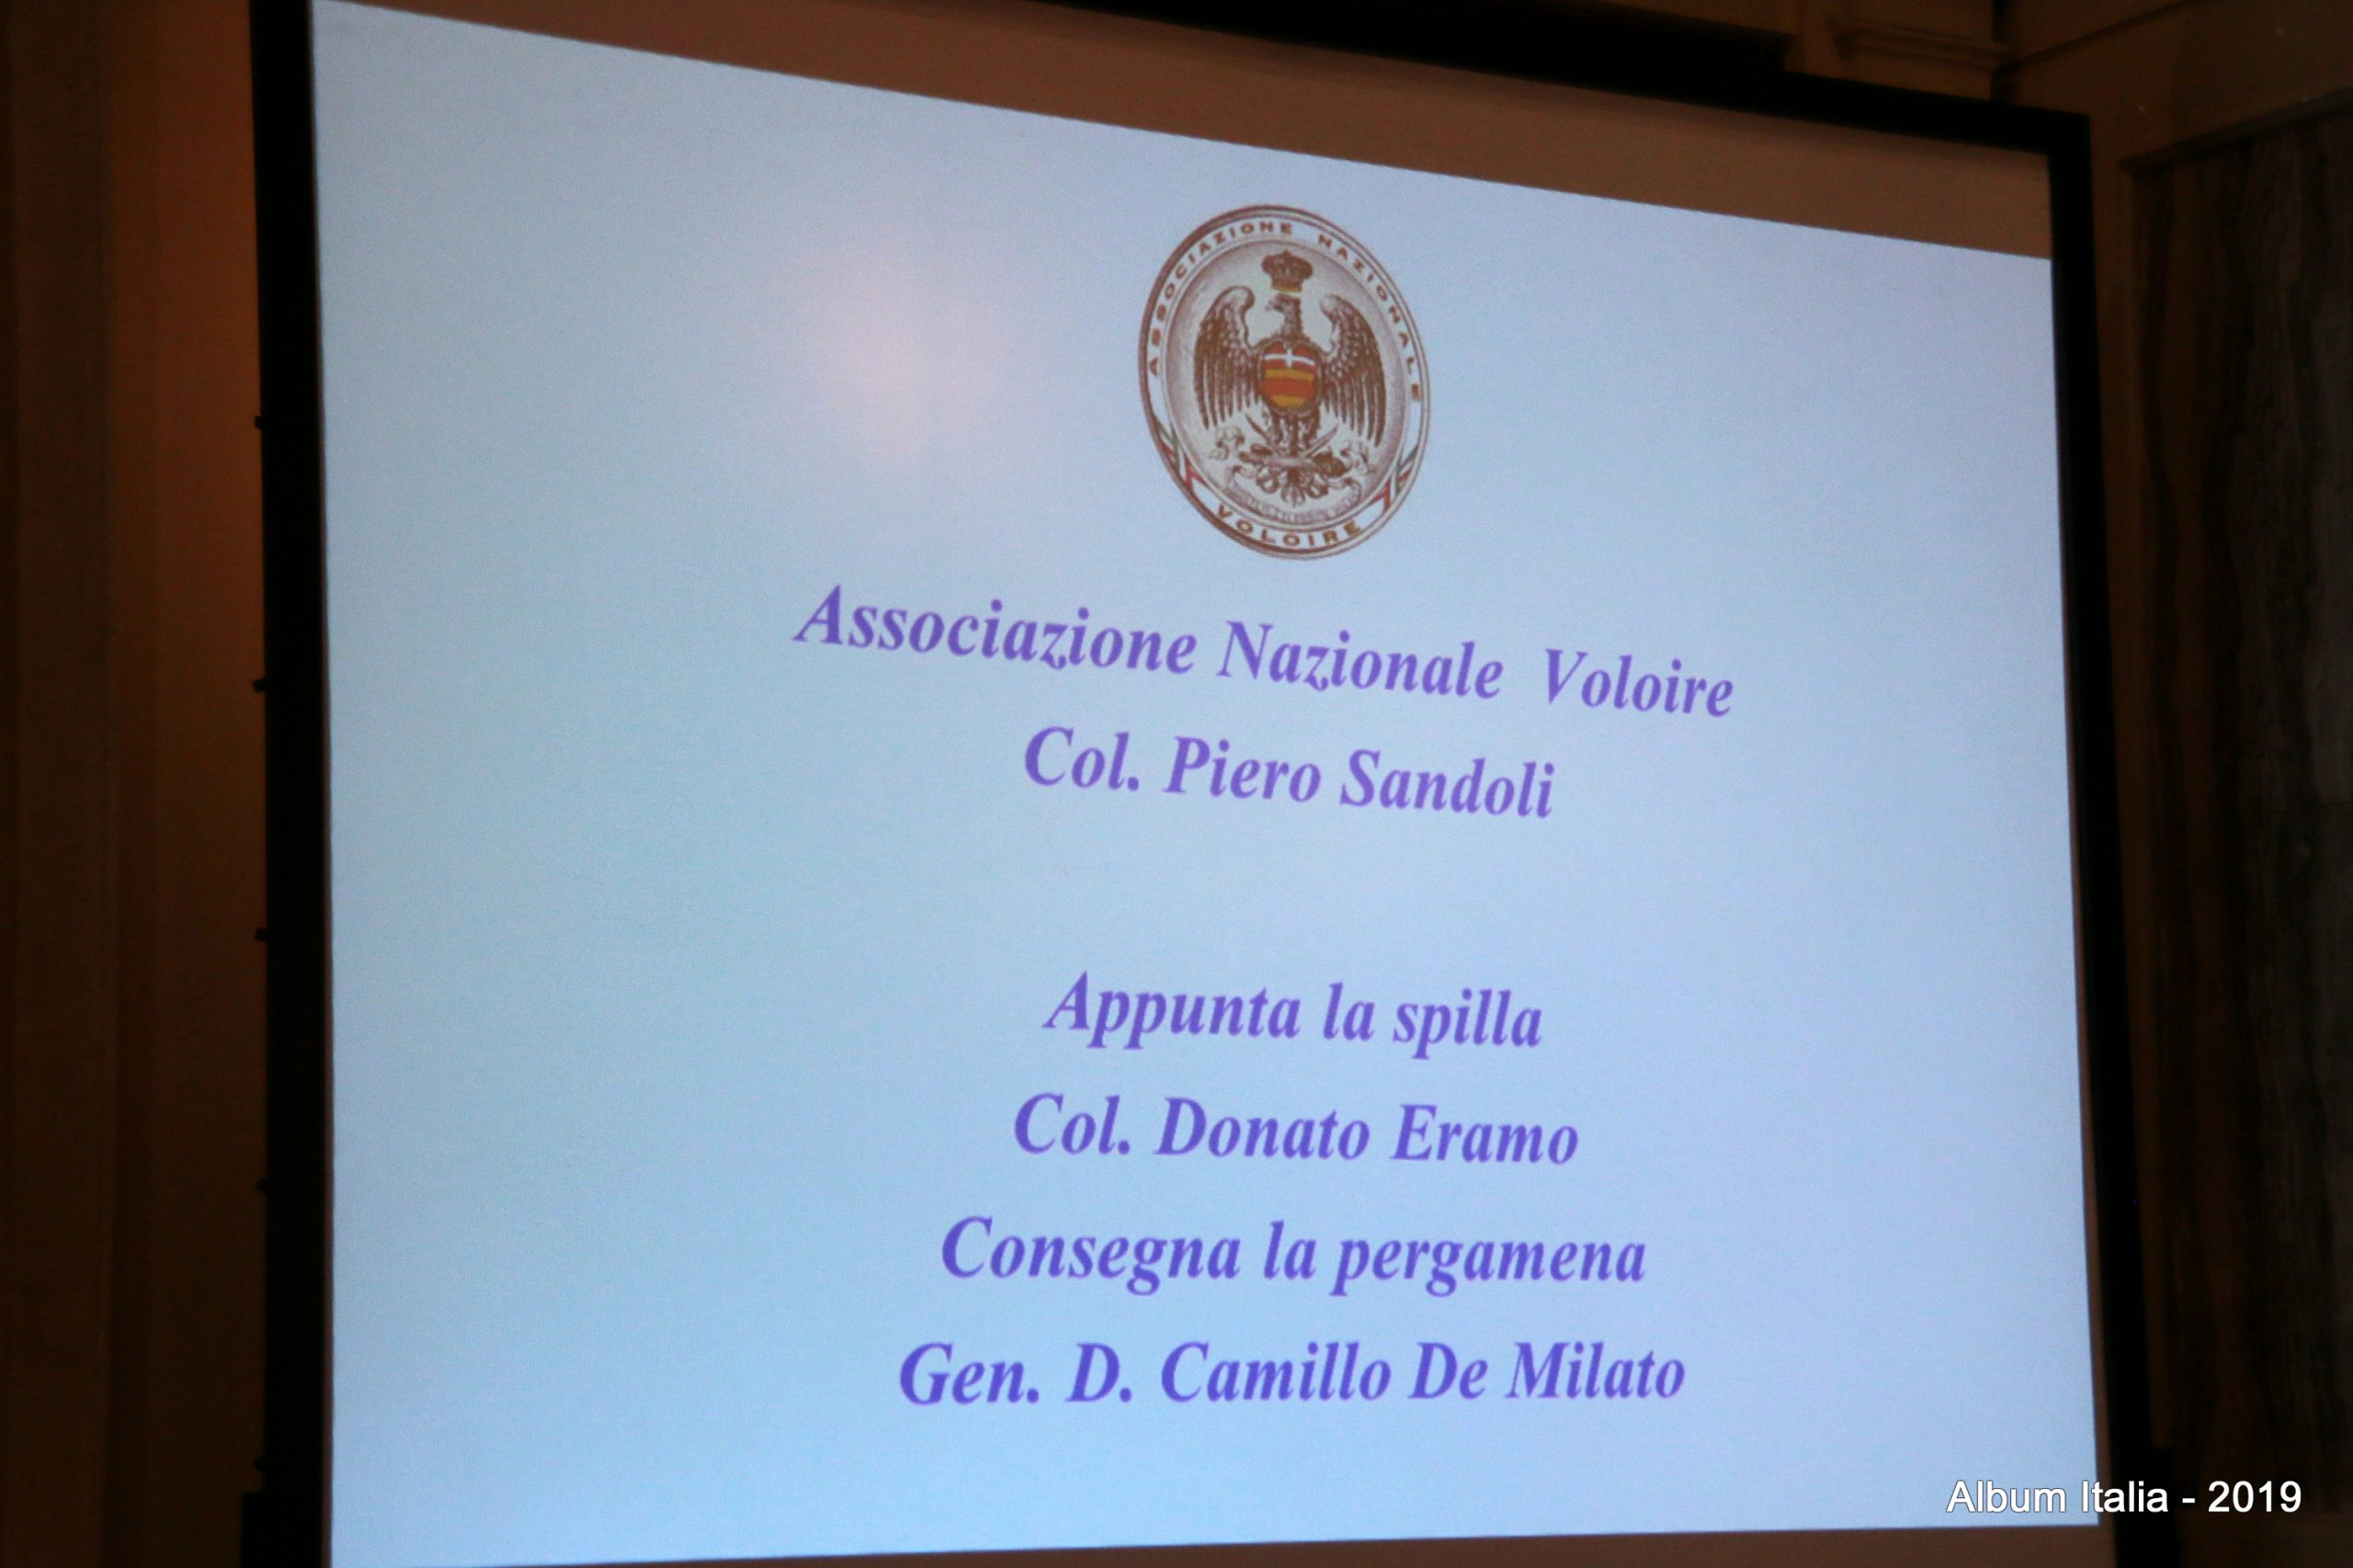 ASSOCIAZIONE NAZIONALE
VOLOIRE
Associazione Nazionale Voloire
Col. Piero Sandoli
Appunta la spilla
Col. Donato Eramo
Consegna la pergamena
Gen. D. Camillo De Milato
Album Italia - 2019